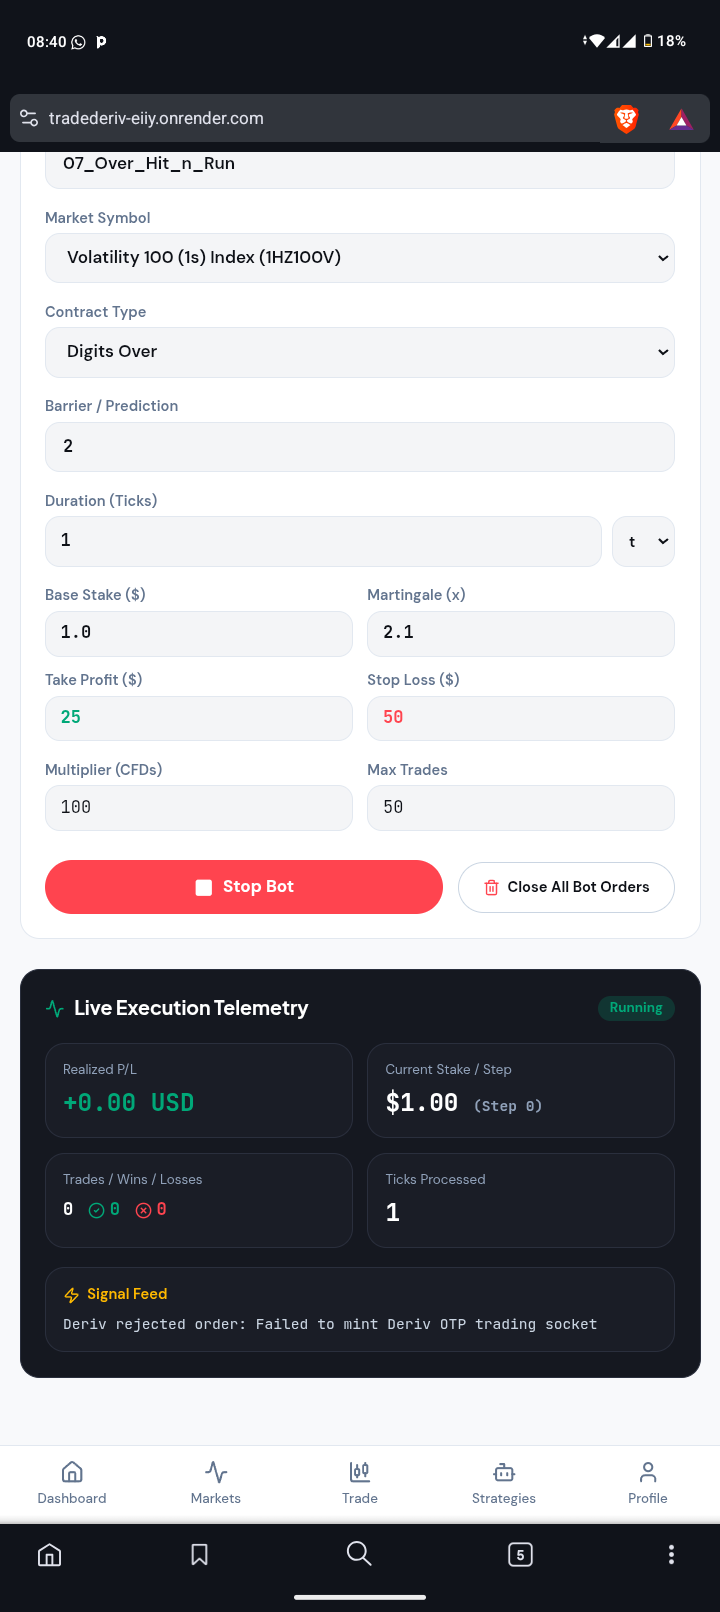 08:40
18%
tradederiv-eiiy.onrender.com
07_Over_Hit_n_Run
Market Symbol
Volatility 100 (1s) Index (1HZ100V)
Contract Type
Digits Over
Barrier / Prediction
2
Duration (Ticks)
1
t
Base Stake ($)
Martingale (x)
1.0
2.1
Take Profit ($)
Stop Loss ($)
25
50
Multiplier (CFDs)
Max Trades
100
50
Stop Bot
Close All Bot Orders
Live Execution Telemetry
Running
Realized P/L
Current Stake / Step
+0.00 USD
$1.00 (Step 0)
Trades / Wins / Losses
Ticks Processed
0 0 0
1
Signal Feed
Deriv rejected order: Failed to mint Deriv OTP trading socket
Dashboard
Markets
Trade
Strategies
Profile
5